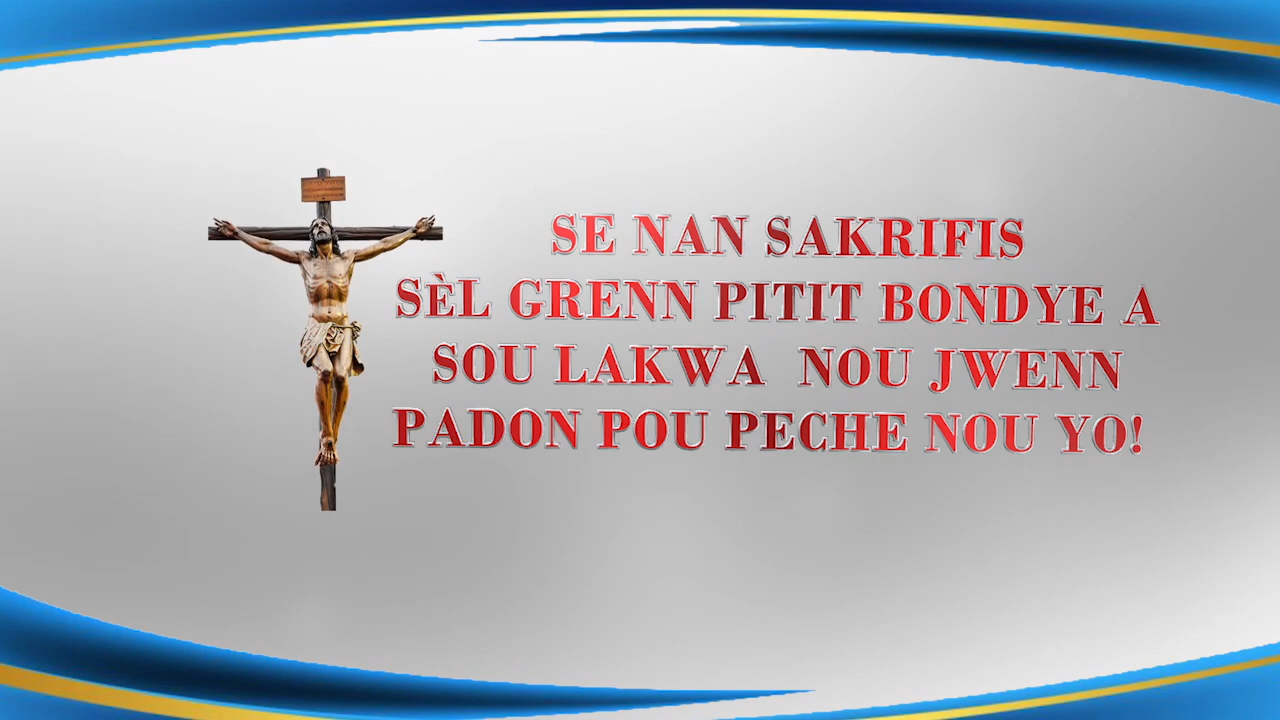 SE NAN SAKRIFIS
SÈL GRENN PITIT BONDYE A
SOU LAKWA NOU JWENN
PADON POU PECHE NOU YO!